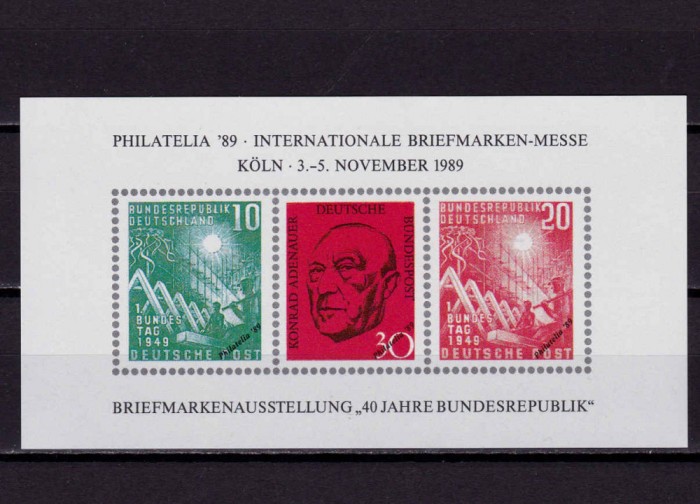 PHILATELIA '89 · INTERNATIONALE BRIEFMARKEN-MESSE
KÖLN · 3.–5. NOVEMBER 1989
BUNDESREPUBLIK
DEUTSCHLAND
10
1.
BUNDES
TAG
1949
DEUTSCHE POST
Philatelia '89
KONRAD ADENAUER
DEUTSCHE
BUNDESPOST
30
Philatelia '89
BUNDESREPUBLIK
DEUTSCHLAND
20
1.
BUNDES
TAG
1949
DEUTSCHE POST
Philatelia '89
BRIEFMARKENAUSSTELLUNG „40 JAHRE BUNDESREPUBLIK“